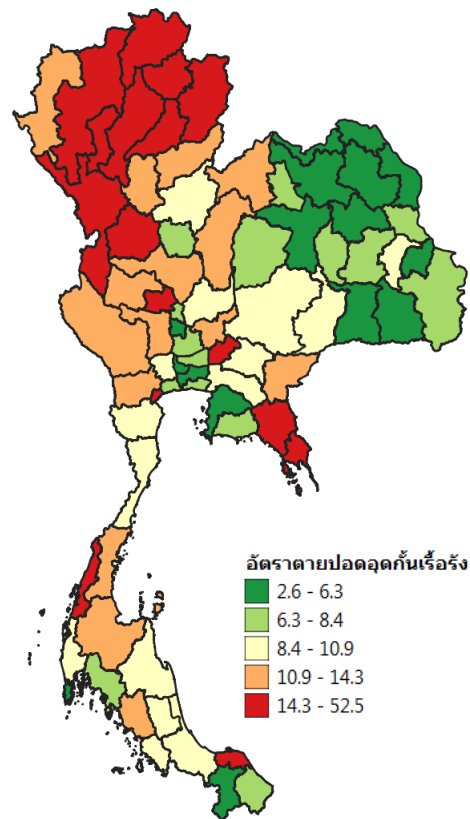 อัตราตายปอดอุดกั้นเรื้อรัง
2.6 - 6.3
6.3 - 8.4
8.4 - 10.9
10.9 - 14.3
14.3 - 52.5